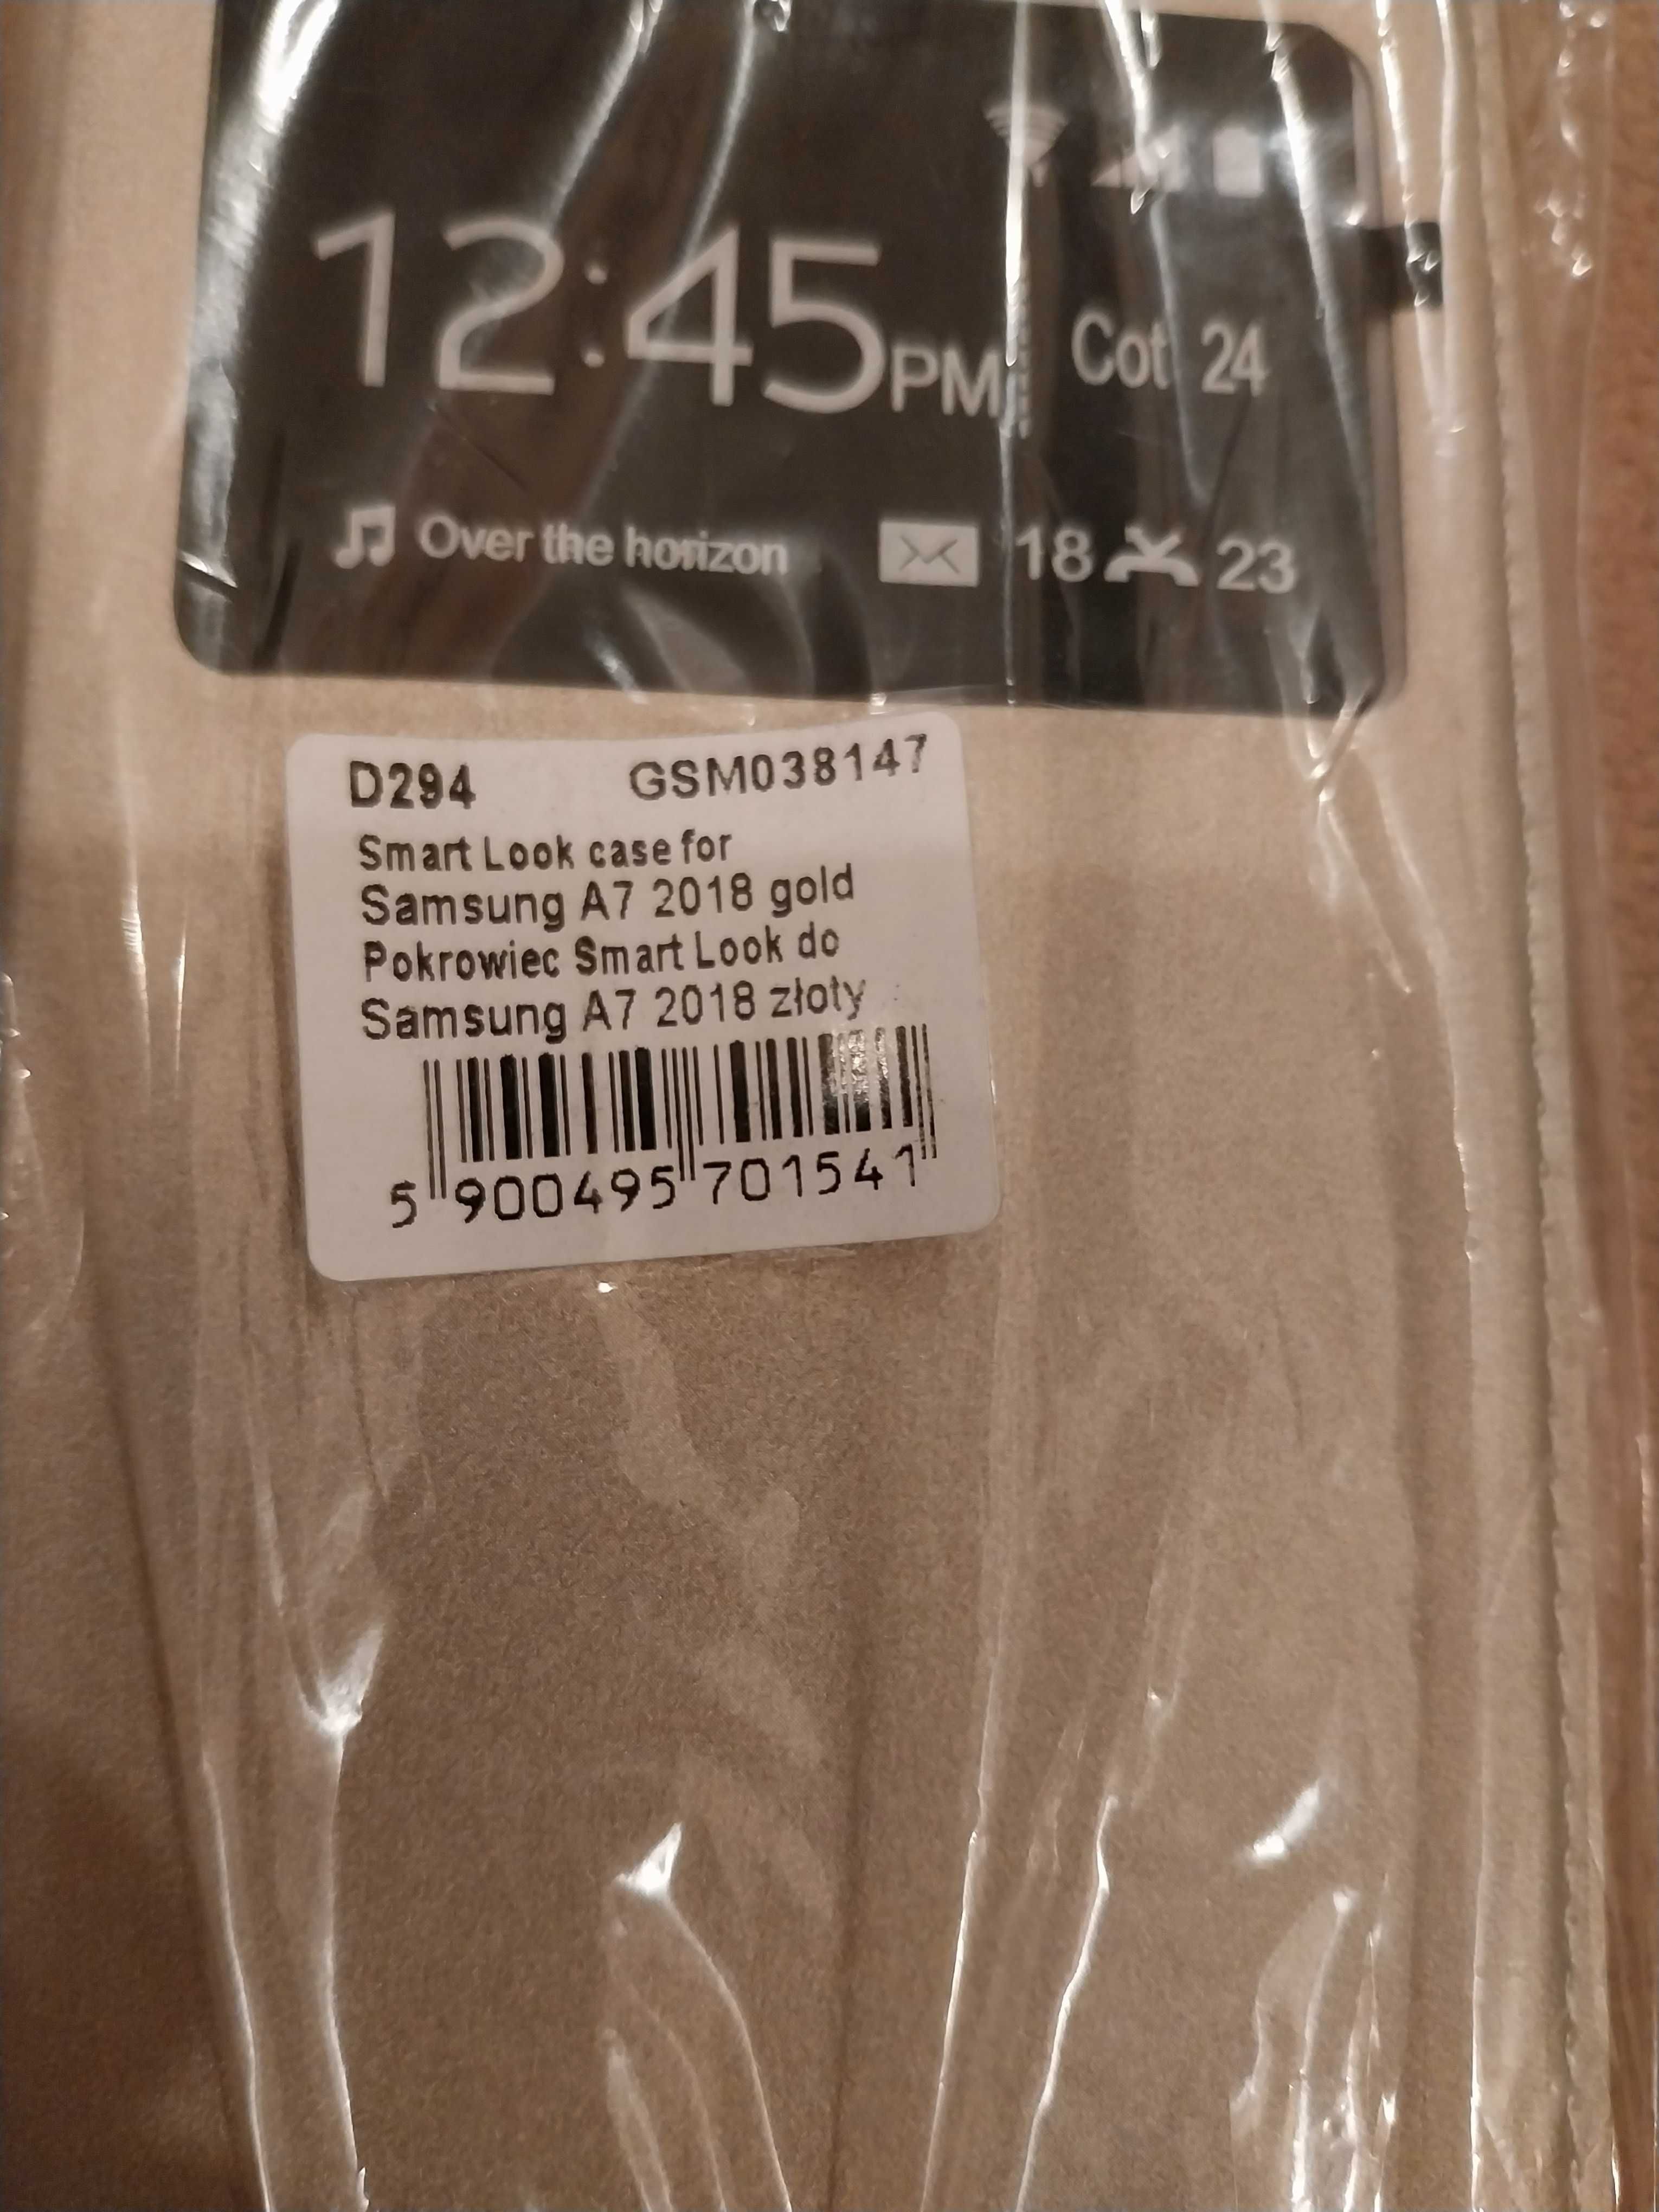 12:45PM Cot 24
Over the horizon 18 23
D294 GSM038147
Smart Look case for
Samsung A7 2018 gold
Pokrowiec Smart Look do
Samsung A7 2018 złoty
5 900495 701541